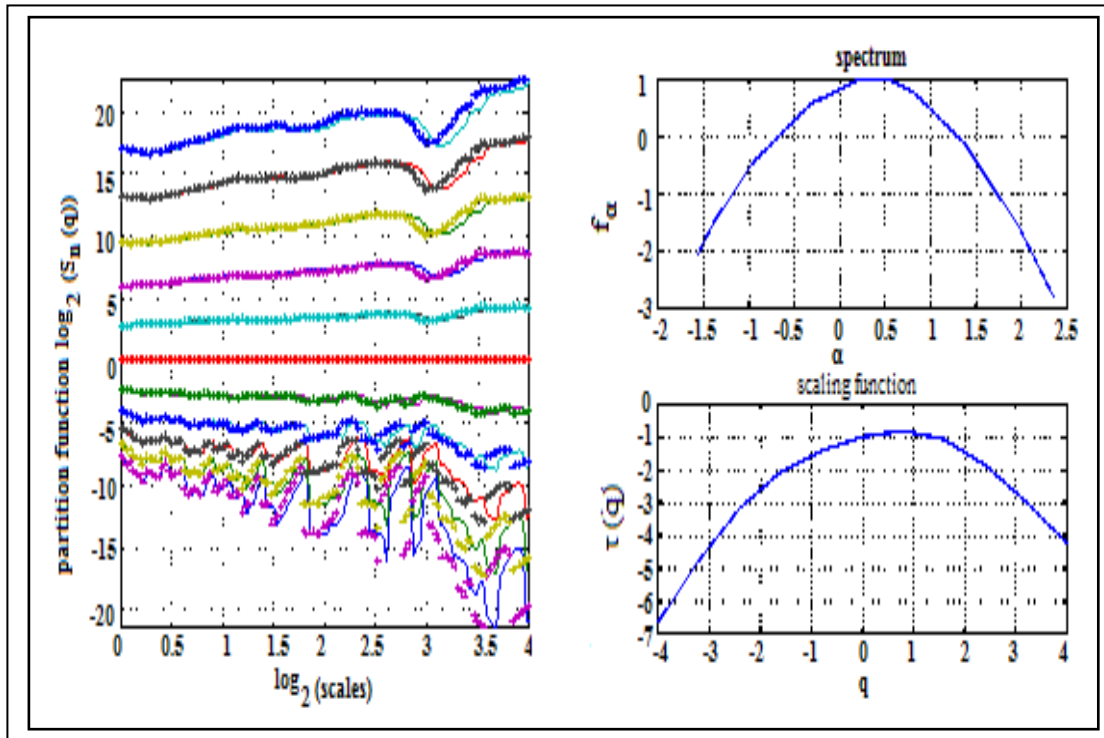 partition function log2 (Sn (q))
20
15
10
5
0
-5
-10
-15
-20
0 0.5 1 1.5 2 2.5 3 3.5 4
log2 (scales)
spectrum
fα
1
0
-1
-2
-3
-2 -1.5 -1 -0.5 0 0.5 1 1.5 2 2.5
α
scaling function
τ (q)
0
-1
-2
-3
-4
-5
-6
-7
-4 -3 -2 -1 0 1 2 3 4
q